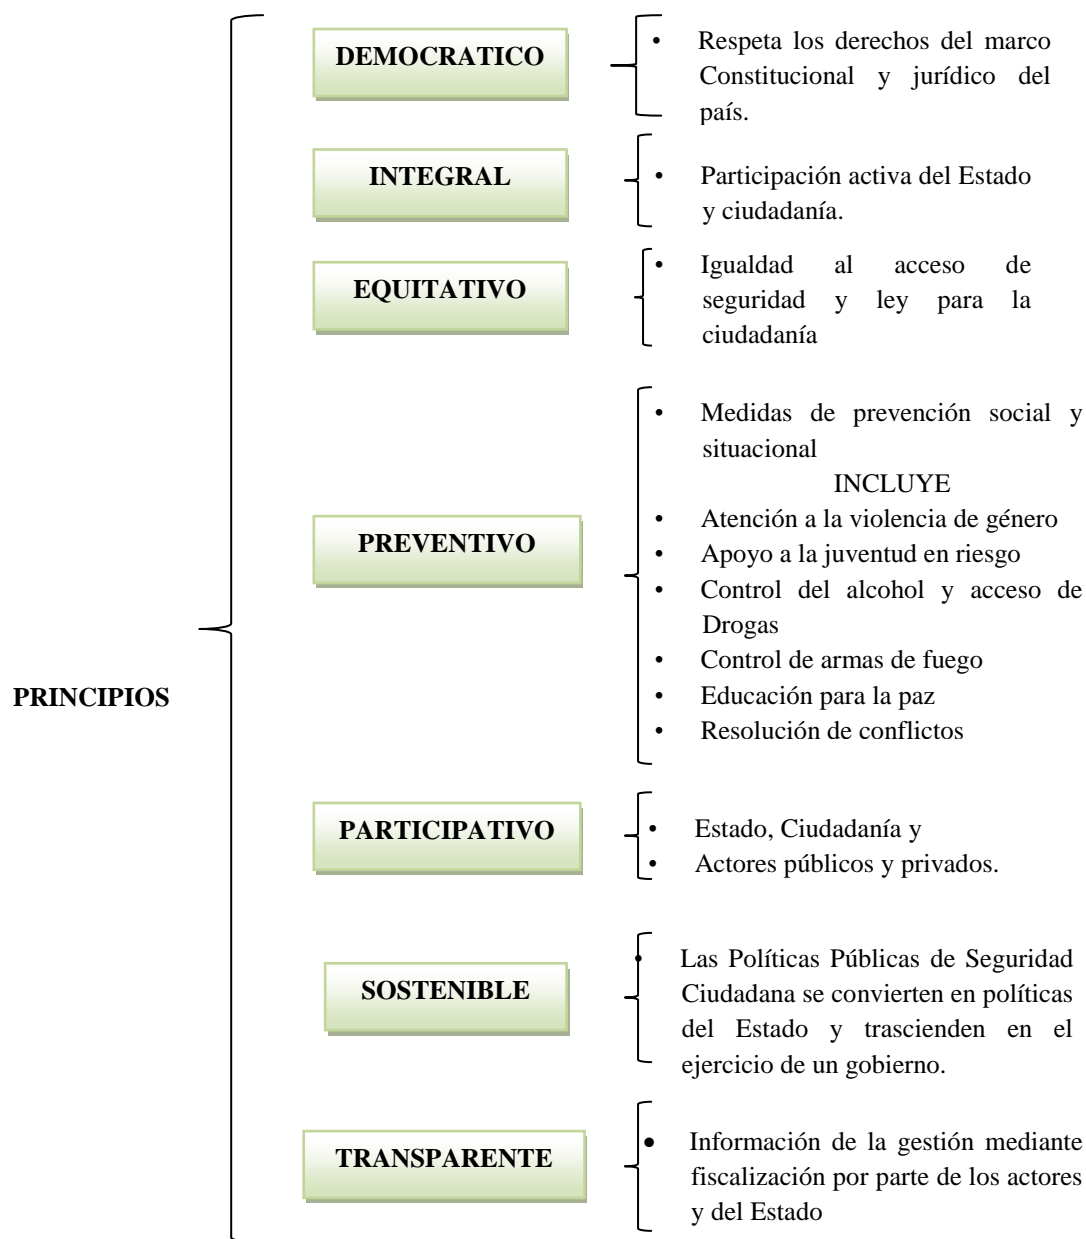 PRINCIPIOS
DEMOCRATICO
• Respeta los derechos del marco
Constitucional y jurídico del
país.
INTEGRAL
• Participación activa del Estado
y ciudadanía.
EQUITATIVO
• Igualdad al acceso de
seguridad y ley para la
ciudadanía
PREVENTIVO
• Medidas de prevención social y
situacional
INCLUYE
• Atención a la violencia de género
• Apoyo a la juventud en riesgo
• Control del alcohol y acceso de
Drogas
• Control de armas de fuego
• Educación para la paz
• Resolución de conflictos
PARTICIPATIVO
• Estado, Ciudadanía y
• Actores públicos y privados.
SOSTENIBLE
• Las Políticas Públicas de Seguridad
Ciudadana se convierten en políticas
del Estado y trascienden en el
ejercicio de un gobierno.
TRANSPARENTE
• Información de la gestión mediante
fiscalización por parte de los actores
y del Estado